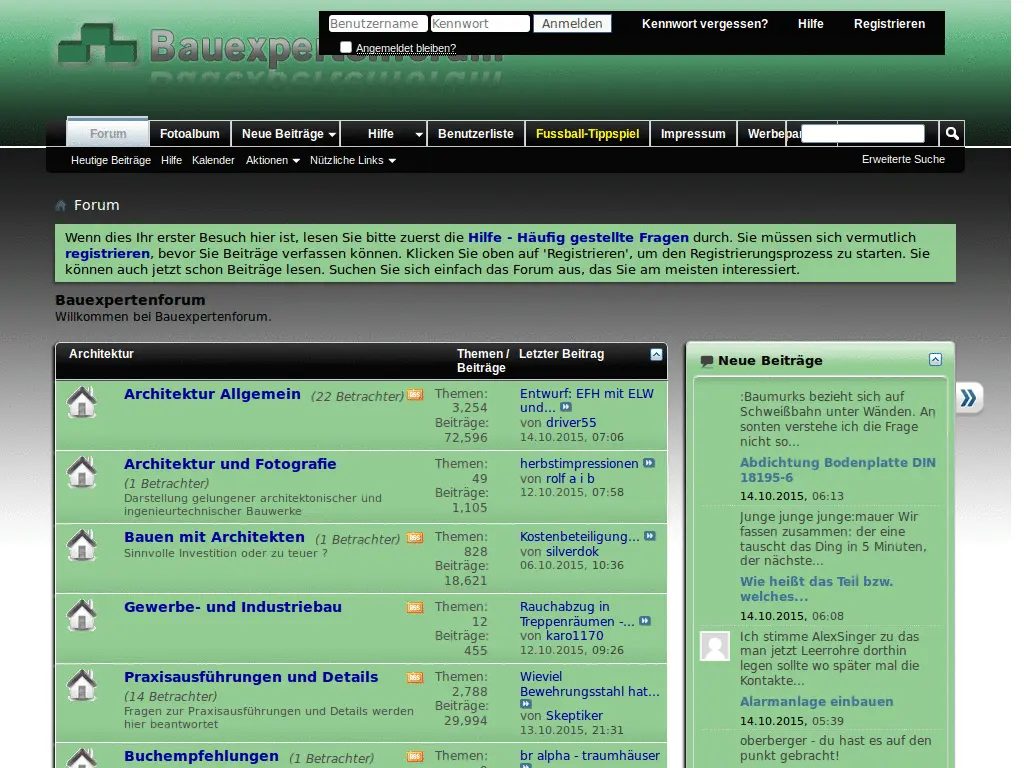 Benutzername Kennwort Anmelden Kennwort vergessen? Hilfe Registrieren
Angemeldet bleiben?
Bauexpertenforum
Forum Fotoalbum Neue Beiträge Hilfe Benutzerliste Fussball-Tippspiel Impressum Werbepar
Heutige Beiträge Hilfe Kalender Aktionen Nützliche Links Erweiterte Suche
Forum
Wenn dies Ihr erster Besuch hier ist, lesen Sie bitte zuerst die Hilfe - Häufig gestellte Fragen durch. Sie müssen sich vermutlich
registrieren, bevor Sie Beiträge verfassen können. Klicken Sie oben auf 'Registrieren', um den Registrierungsprozess zu starten. Sie
können auch jetzt schon Beiträge lesen. Suchen Sie sich einfach das Forum aus, das Sie am meisten interessiert.
Bauexpertenforum
Willkommen bei Bauexpertenforum.
Architektur
Themen /
Beiträge
Letzter Beitrag
Architektur Allgemein (22 Betrachter)
Themen:
3,254
Beiträge:
72,596
Entwurf: EFH mit ELW
und...
von driver55
14.10.2015, 07:06
Architektur und Fotografie
(1 Betrachter)
Darstellung gelungener architektonischer und
ingenieurtechnischer Bauwerke
Themen:
49
Beiträge:
1,105
herbstimpressionen
von rolf a i b
12.10.2015, 07:58
Bauen mit Architekten (1 Betrachter)
Sinnvolle Investition oder zu teuer ?
Themen:
828
Beiträge:
18,621
Kostenbeteiligung...
von silverdok
06.10.2015, 10:36
Gewerbe- und Industriebau
Themen:
12
Beiträge:
455
Rauchabzug in
Treppenräumen -...
von karo1170
12.10.2015, 09:26
Praxisausführungen und Details
(14 Betrachter)
Fragen zur Praxisausführungen und Details werden
hier beantwortet
Themen:
2,788
Beiträge:
29,994
Wieviel
Bewehrungsstahl hat...
von Skeptiker
13.10.2015, 21:31
Buchempfehlungen (1 Betrachter)
Themen:
br alpha - traumhäuser
Neue Beiträge
:Baumurks bezieht sich auf
Schweißbahn unter Wänden. An
sonten verstehe ich die Frage
nicht so...
Abdichtung Bodenplatte DIN
18195-6
14.10.2015, 06:13
Junge junge junge:mauer Wir
fassen zusammen: der eine
tauscht das Ding in 5 Minuten,
der nächste...
Wie heißt das Teil bzw.
welches...
14.10.2015, 06:08
Ich stimme AlexSinger zu das
man jetzt Leerrohre dorthin
legen sollte wo später mal die
Kontakte...
Alarmanlage einbauen
14.10.2015, 05:39
oberberger - du hast es auf den
punkt gebracht!